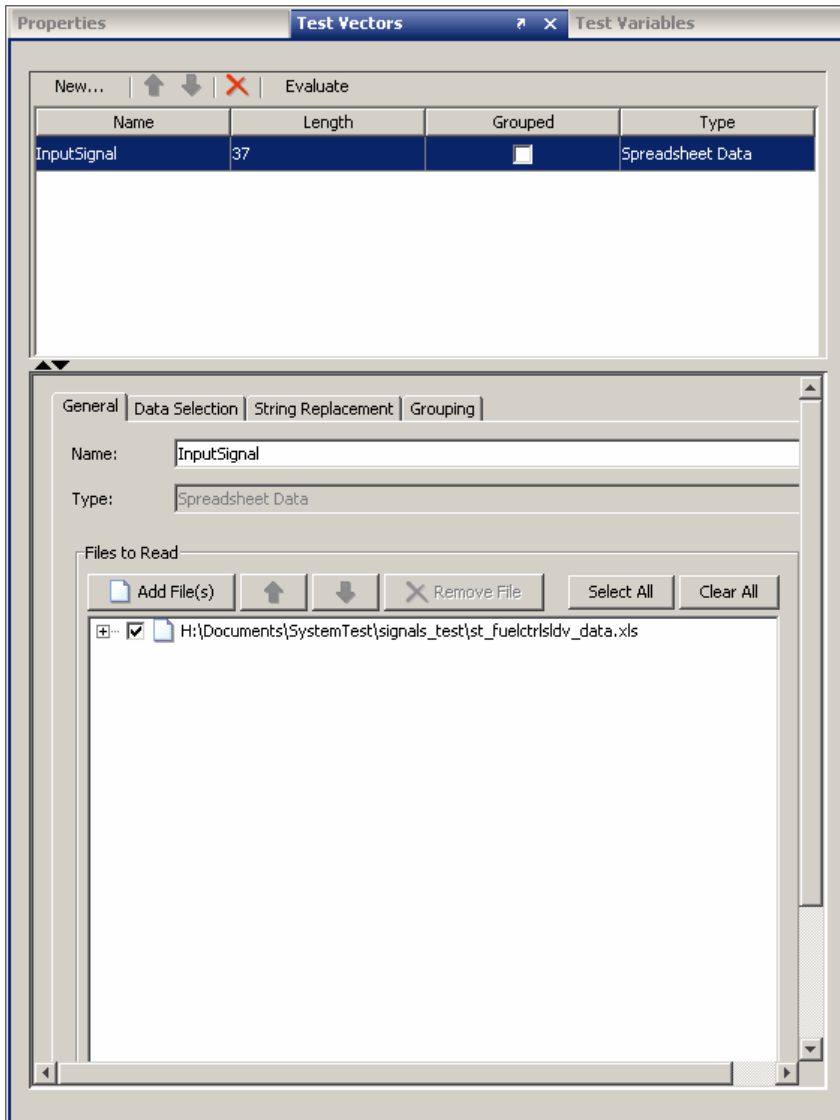 Properties Test Vectors Test Variables
New... Evaluate
Name Length Grouped Type
InputSignal 37 Spreadsheet Data
General Data Selection String Replacement Grouping
Name: InputSignal
Type: Spreadsheet Data
Files to Read
Add File(s) Remove File Select All Clear All
H:\Documents\SystemTest\signals_test\st_fuelctrlsldv_data.xls